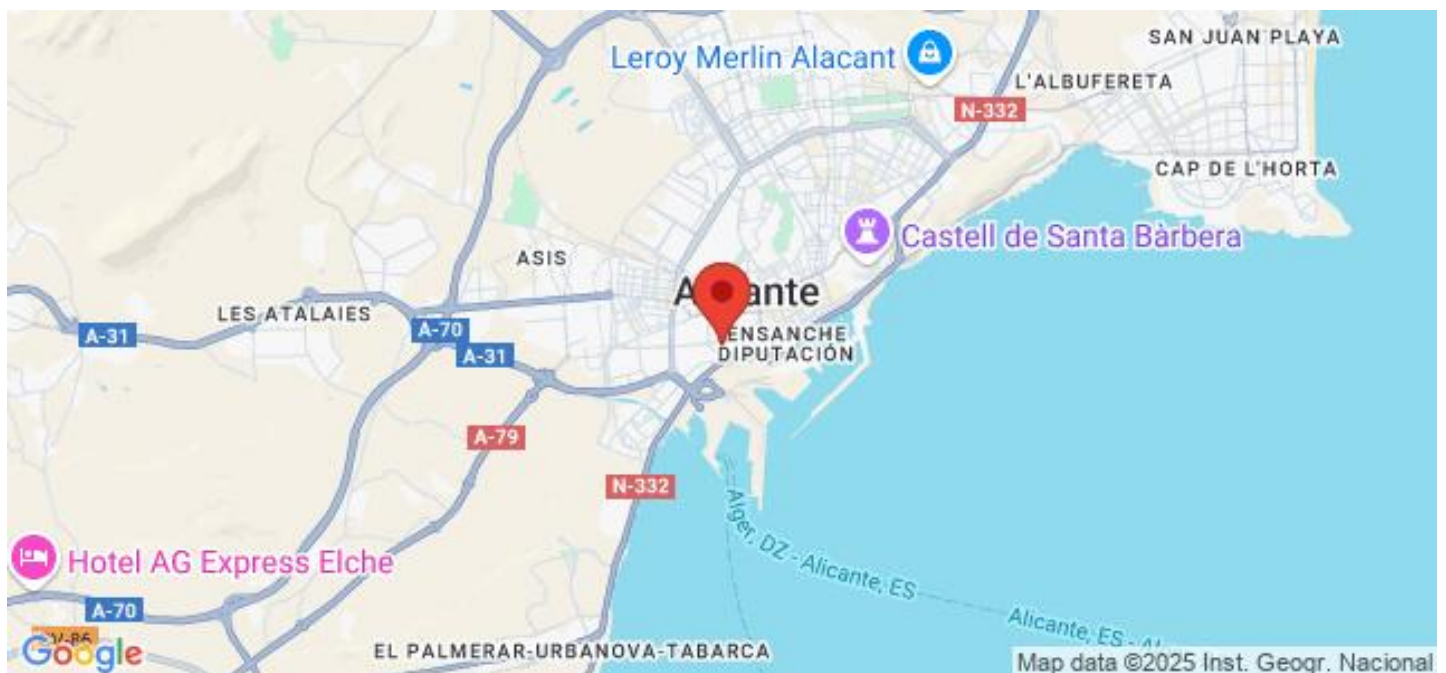 SAN JUAN PLAYA
Leroy Merlin Alacant
L'ALBUFERETA
N-332
CAP DE L'HORTA
Castell de Santa Bàrbera
ASIS
LES ATALAIES
A-31
A-70
A-31
ENSANCHE
DIPUTACIÓN
A-79
N-332
Alger, DZ - Alicante, ES
Hotel AG Express Elche
A-70
Alicante, ES -
Google
EL PALMERAR-URBANOVA-TABARCA
Map data ©2025 Inst. Geogr. Nacional